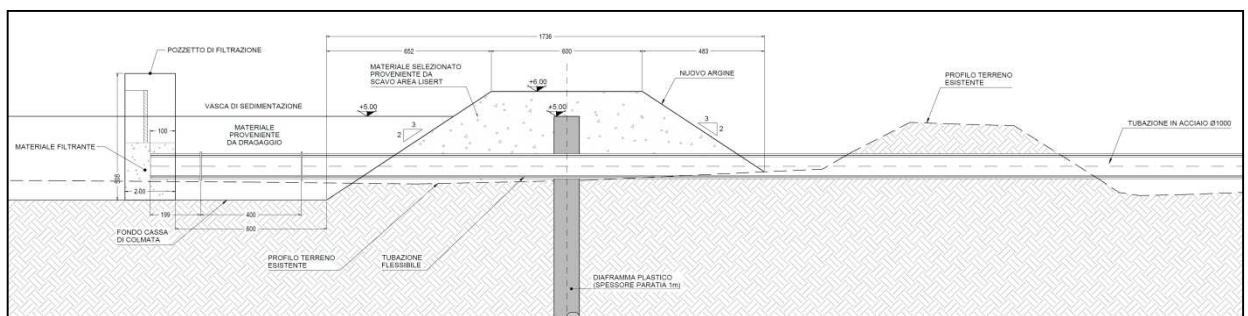 1736
652
600
483
POZZETTO DI FILTRAZIONE
MATERIALE SELEZIONATO
PROVENIENTE DA
SCAVO AREA LISERT
+6.00
NUOVO ARGINE
PROFILO TERRENO
ESISTENTE
VASCA DI SEDIMENTAZIONE
+5.00
+5.00
MATERIALE
PROVENIENTE
DA DRAGAGGIO
100
3
2
3
2
TUBAZIONE IN ACCIAIO Ø1000
MATERIALE FILTRANTE
2.00
199
400
600
FONDO CASSA
DI COLMATA
PROFILO TERRENO
ESISTENTE
TUBAZIONE
FLESSIBILE
DIAFRAMMA PLASTICO
(SPESSORE PARATIA 1m)